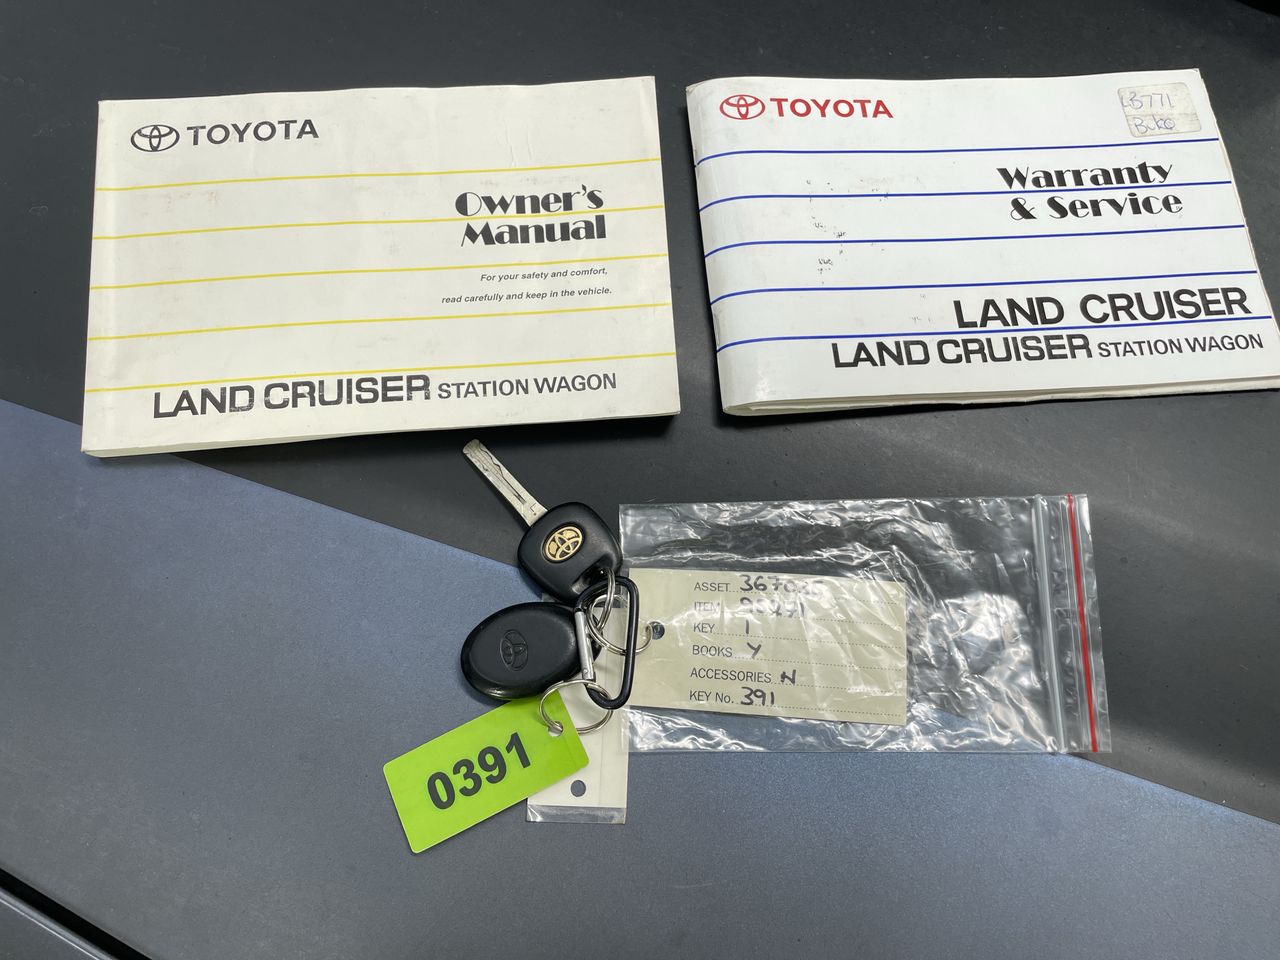 TOYOTA
Owner's
Manual
For your safety and comfort,
read carefully and keep in the vehicle.
LAND CRUISER STATION WAGON
TOYOTA
B771
Warranty
& Service
LAND CRUISER
LAND CRUISER STATION WAGON
ASSET
ITEM
KEY 1
BOOKS Y
ACCESSORIES N
KEY No. 391
0391